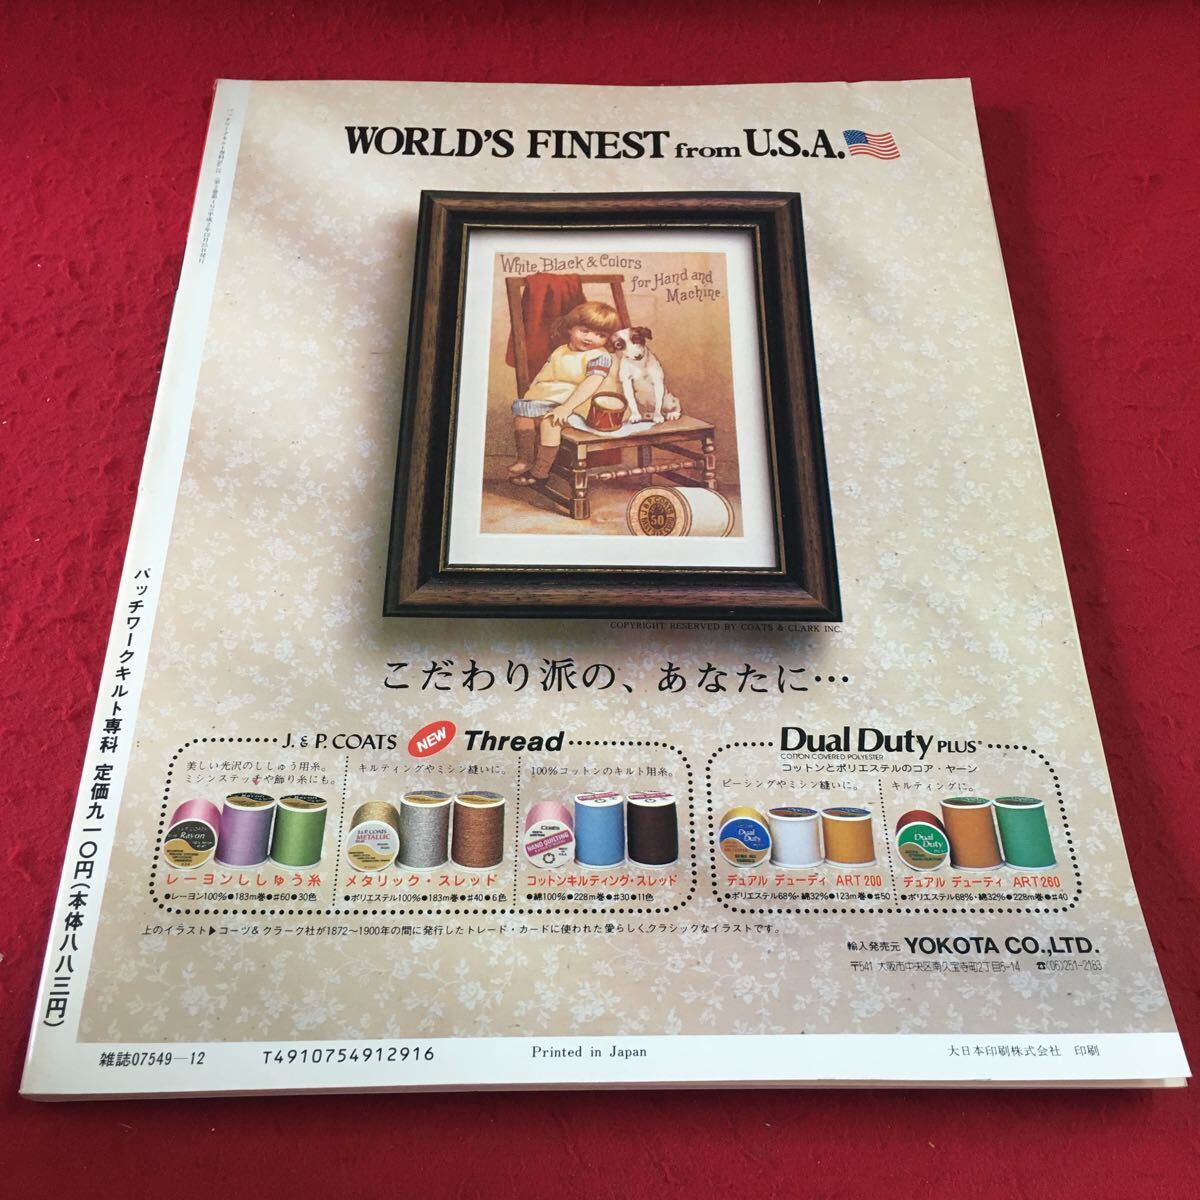 WORLD'S FINEST from U.S.A.
White, Black & Colors
for Hand and
Machine
J.&P. COATS
50
COPYRIGHT RESERVED BY COATS & CLARK INC.
こだわり派の、あなたに…
J. & P. COATS NEW Thread
美しい光沢のししゅう用糸。
ミシンステッチや飾り糸にも。
レーヨンししゅう糸
●レーヨン100%●183m巻●#60●30色
キルティングやミシン縫いに。
J&P. COATS
METALLIC
メタリック・スレッド
●ポリエステル100%●183m巻●#40●6色
100%コットンのキルト用糸。
HAND QUILTING
コットンキルティング・スレッド
●綿100%●228m巻●#30●11色
Dual Duty PLUS
COTTON COVERED POLYESTER
コットンとポリエステルのコア・ヤーン
ピーシングやミシン縫いに。
Dual
Duty
デュアル デューティ ART 200
●ポリエステル68%・綿32%●123m巻●#50
キルティングに。
Dual
Duty
デュアル デューティ ART 260
●ポリエステル68%・綿32%●228m巻●#40
上のイラスト▶コーツ&クラーク社が1872〜1900年の間に発行したトレード・カードに使われた愛らしくクラシックなイラストです。
輸入発売元 YOKOTA CO.,LTD.
〒541 大阪市中央区南久宝寺町2丁目5-14 ☎(06)251-2183
パッチワークキルト専科 定価九一〇円(本体八八三円)
雑誌07549—12
T4910754912916
Printed in Japan
大日本印刷株式会社 印刷